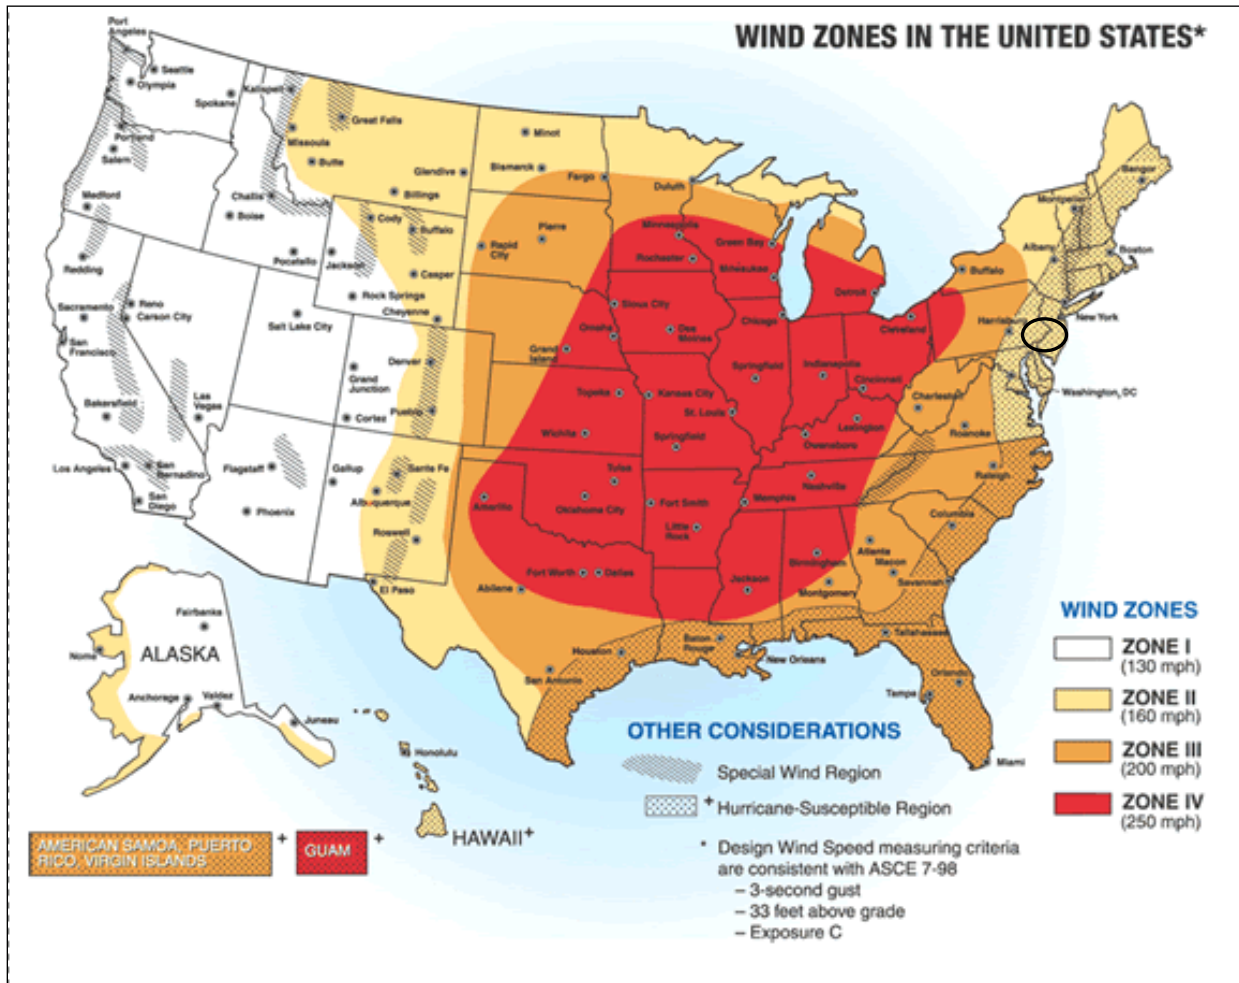 WIND ZONES IN THE UNITED STATES*
Port
Angeles
Seattle
Olympia
Spokane
Kalispell
Great Falls
Minot
Portland
Salem
Missoula
Butte
Glendive
Bismarck
Fargo
Duluth
Bangor
Medford
Challis
Billings
Montpelier
Boise
Cody
Buffalo
Pierre
Minneapolis
Green Bay
Albany
Boston
Redding
Pocatello
Jackson
Casper
Rapid
City
Rochester
Milwaukee
Buffalo
Sacramento
Reno
Carson City
Rock Springs
Cheyenne
Sioux City
Detroit
San
Francisco
Salt Lake City
Omaha
Des
Moines
Chicago
Cleveland
New York
Grand
Junction
Denver
Grand
Island
Springfield
Indianapolis
Cincinnati
Washington, DC
Bakersfield
Las
Vegas
Cortez
Pueblo
Topeka
Kansas City
St. Louis
Charleston
Wichita
Springfield
Lexington
Owensboro
Roanoke
Los Angeles
San
Bernadino
Flagstaff
Gallup
Sante Fe
Tulsa
Nashville
Raleigh
San
Diego
Phoenix
Albuquerque
Amarillo
Oklahoma City
Fort Smith
Memphis
Roswell
Little
Rock
Columbia
Atlanta
Macon
El Paso
Abilene
Fort Worth
Dallas
Jackson
Birmingham
Montgomery
Savannah
Houston
Baton
Rouge
New Orleans
Tallahassee
San Antonio
Orlando
Tampa
Miami
Fairbanks
Nome
ALASKA
Anchorage
Valdez
Juneau
Honolulu
HAWAII+
AMERICAN SAMOA, PUERTO
RICO, VIRGIN ISLANDS
+
GUAM
+
OTHER CONSIDERATIONS
Special Wind Region
+ Hurricane-Susceptible Region
* Design Wind Speed measuring criteria
are consistent with ASCE 7-98
– 3-second gust
– 33 feet above grade
– Exposure C
WIND ZONES
ZONE I
(130 mph)
ZONE II
(160 mph)
ZONE III
(200 mph)
ZONE IV
(250 mph)